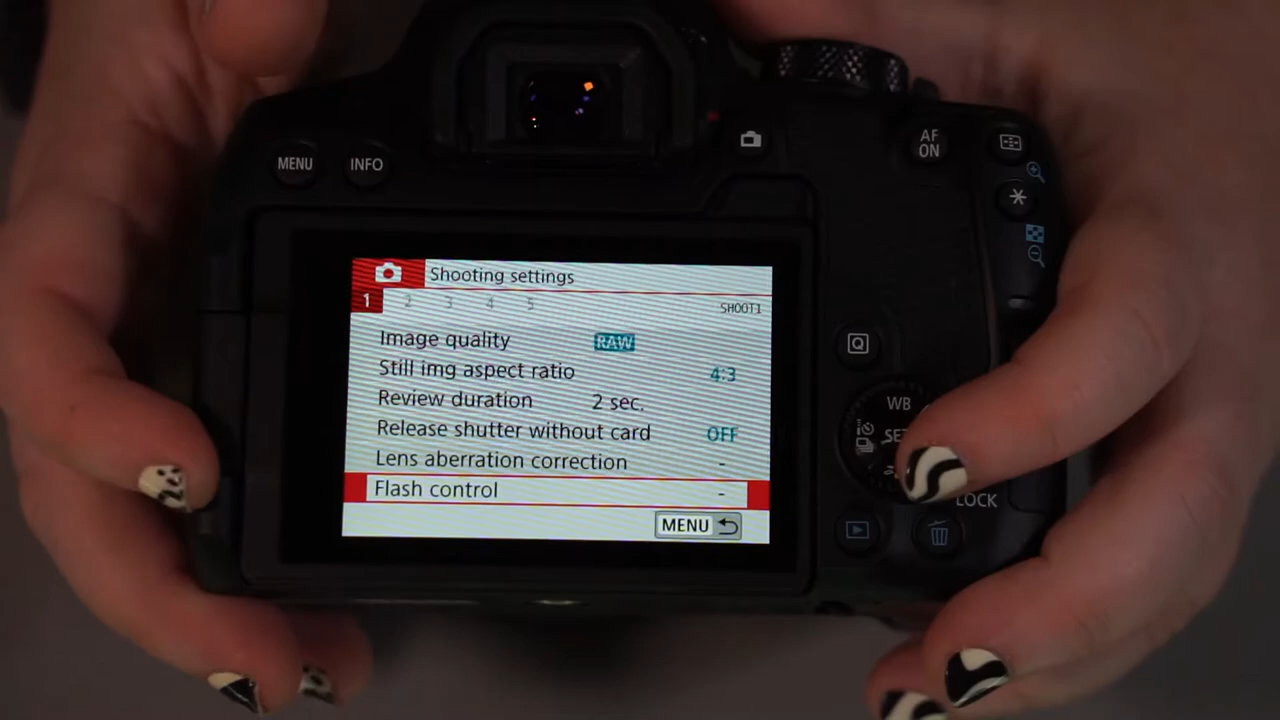 AF
ON
MENU INFO
Shooting settings
1 2 3 4 5
SHOOT1
Image quality RAW
Still img aspect ratio 4:3
Review duration 2 sec.
Release shutter without card OFF
Lens aberration correction -
Flash control -
MENU
Q
WB
LOCK